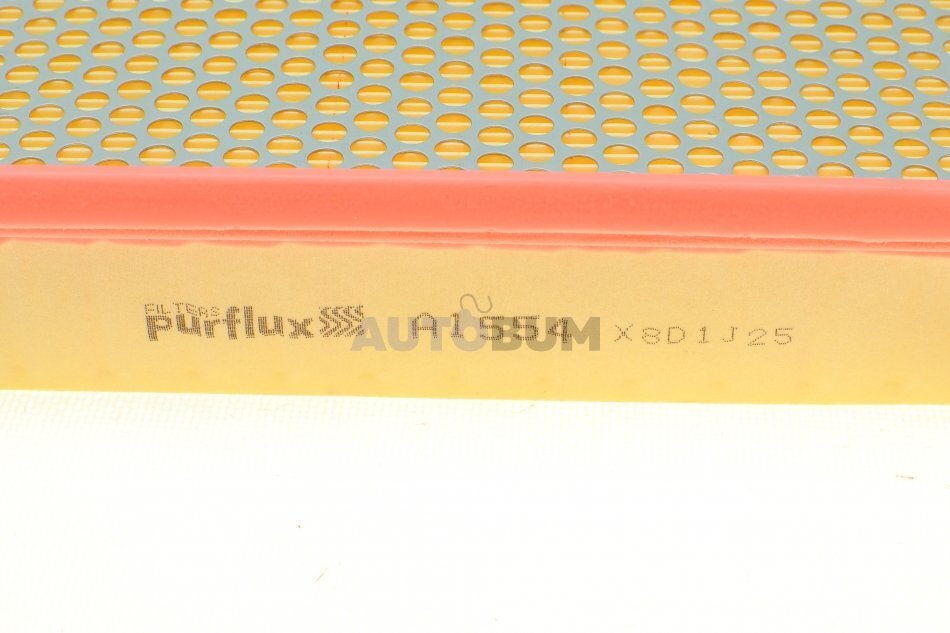 FILTERS
purflux A1554 X8D1J25
AUTOBUM